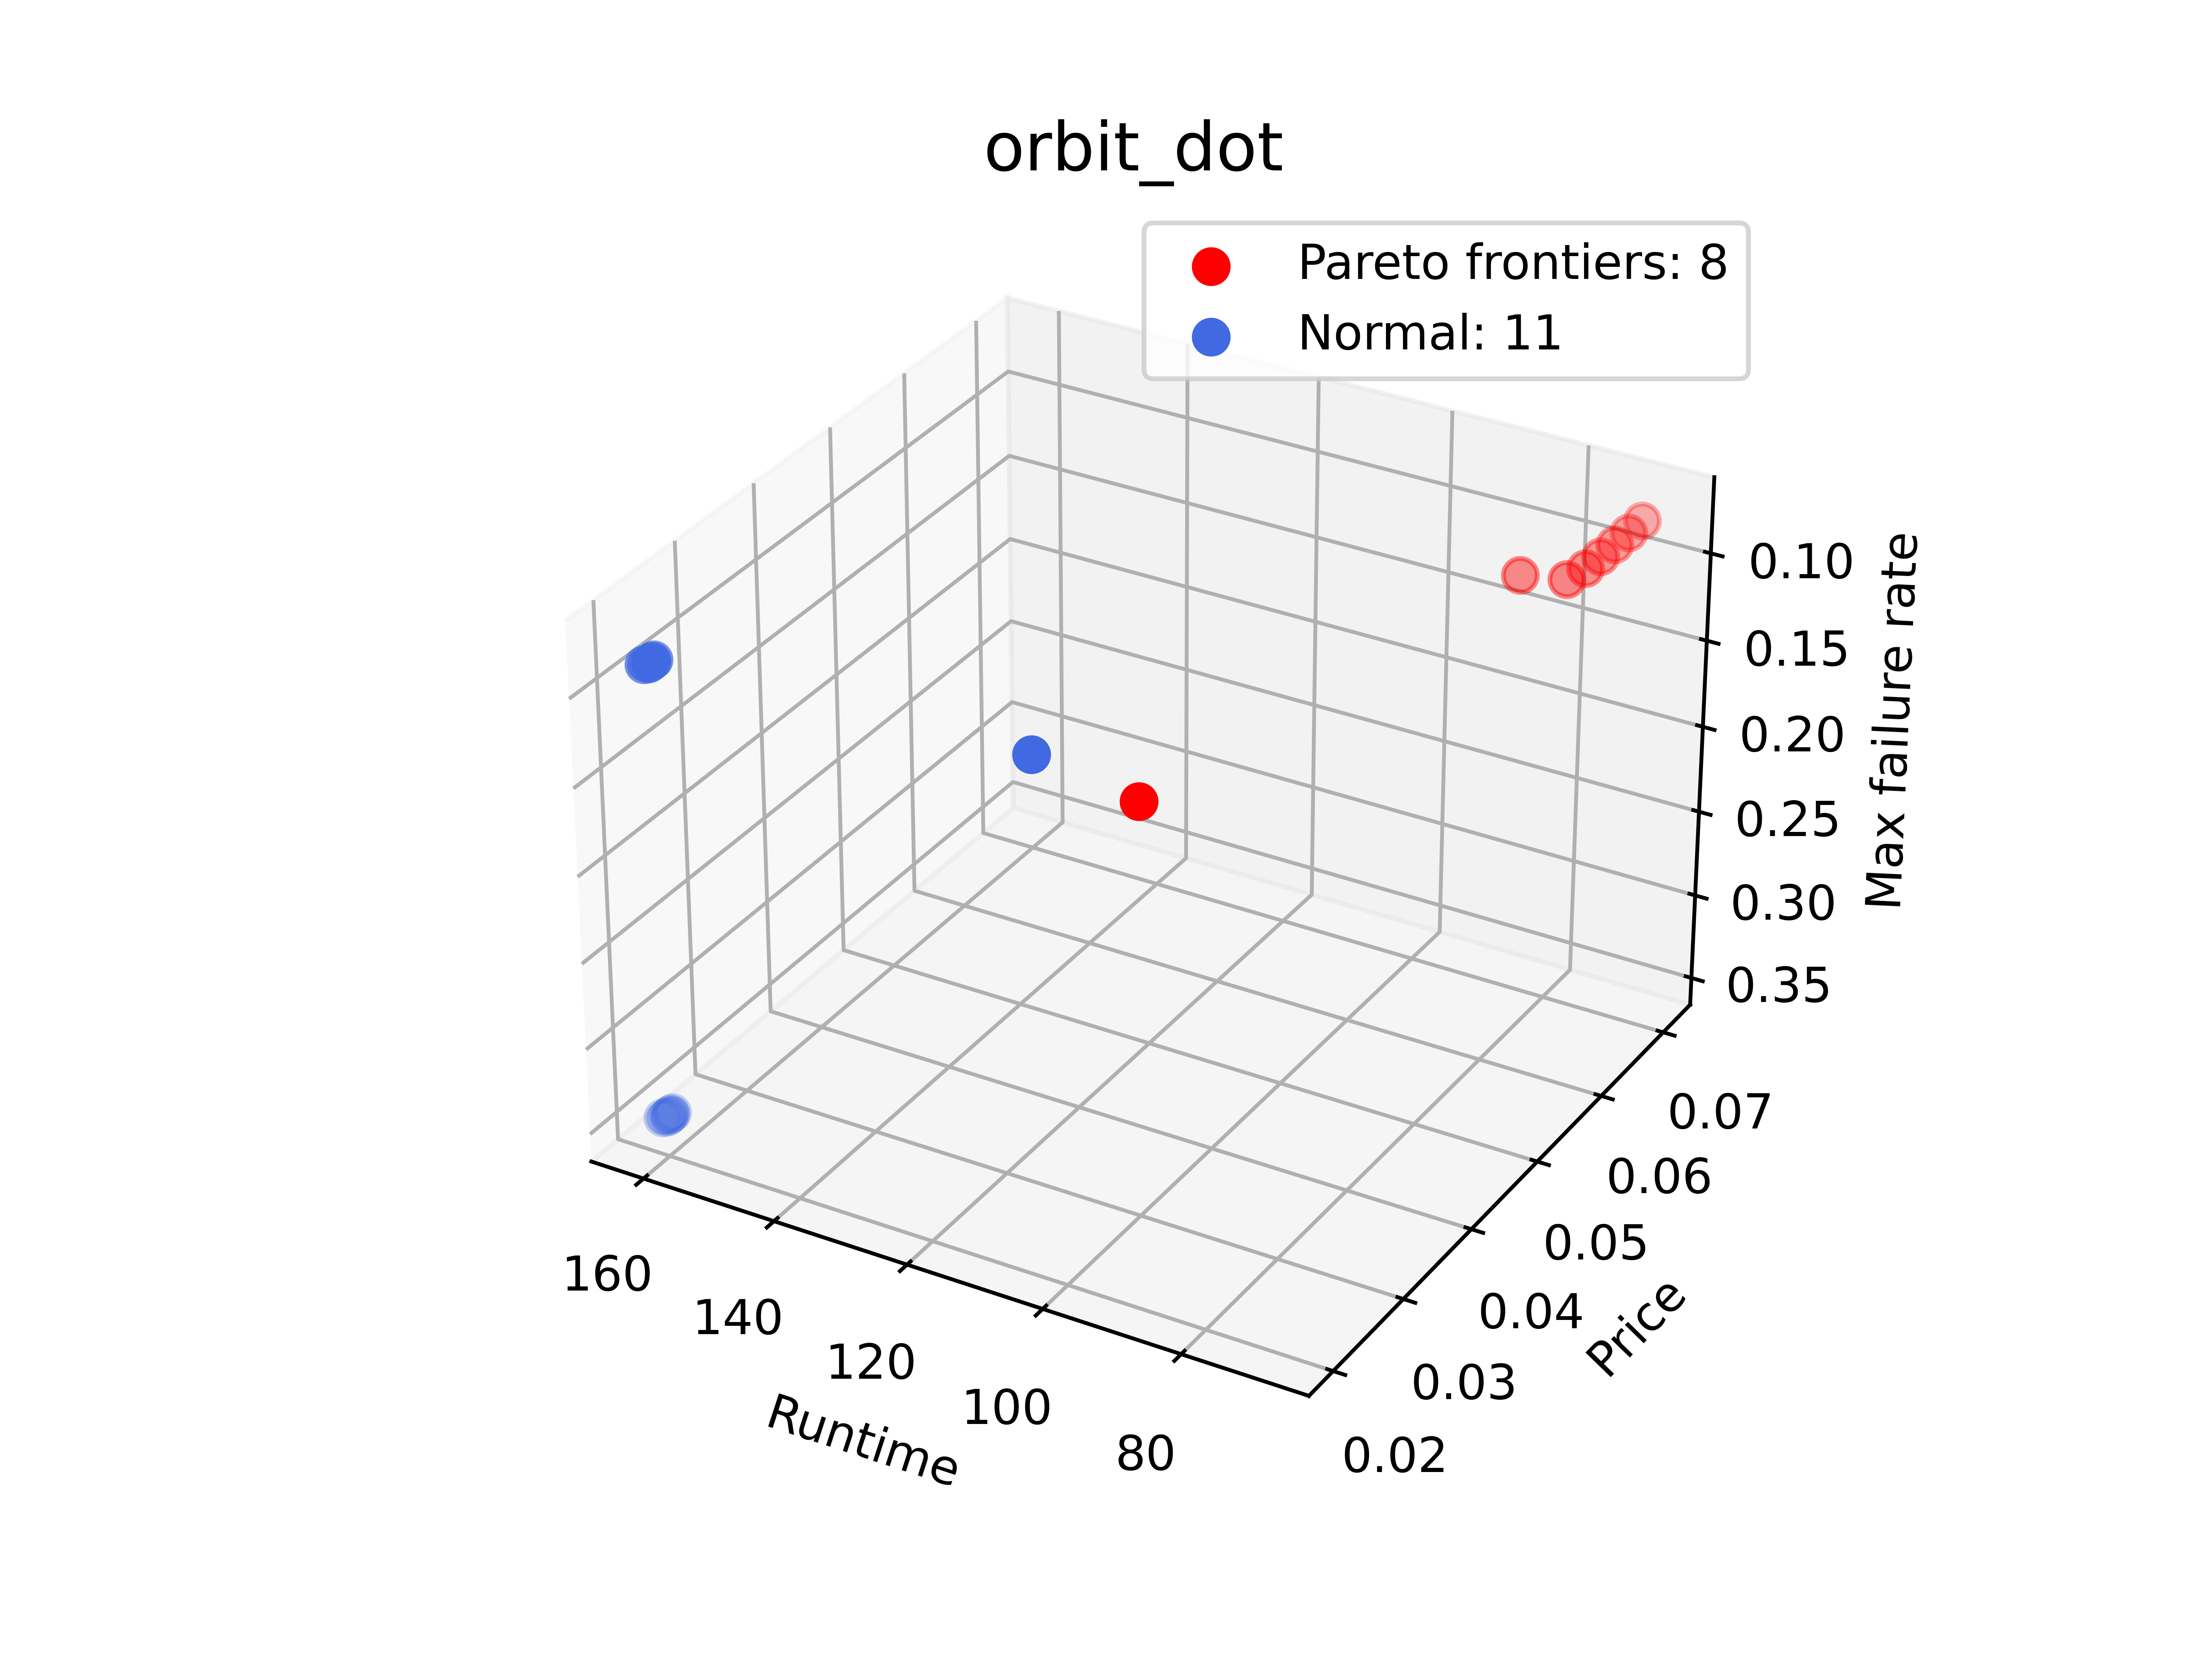 orbit_dot
Pareto frontiers: 8
Normal: 11
0.10
0.15
0.20
0.25
0.30
0.35
Max failure rate
0.07
0.06
0.05
0.04
0.03
0.02
Price
160
140
120
100
80
Runtime